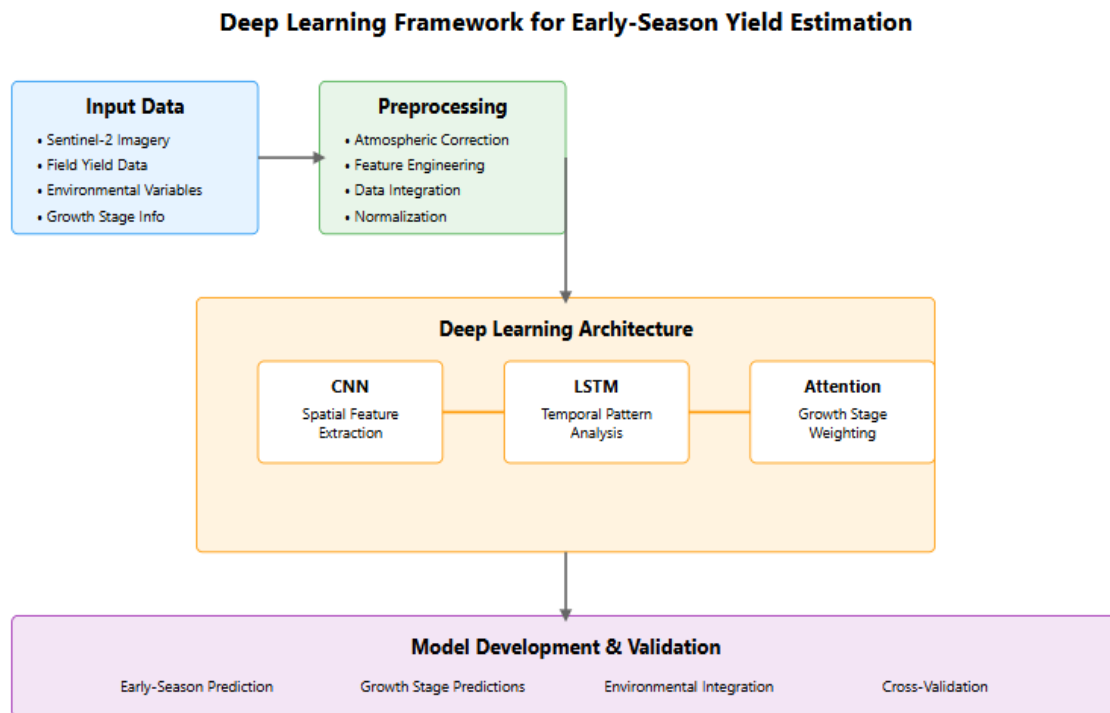 Deep Learning Framework for Early-Season Yield Estimation
Input Data
• Sentinel-2 Imagery
• Field Yield Data
• Environmental Variables
• Growth Stage Info
Preprocessing
• Atmospheric Correction
• Feature Engineering
• Data Integration
• Normalization
Deep Learning Architecture
CNN
Spatial Feature
Extraction
LSTM
Temporal Pattern
Analysis
Attention
Growth Stage
Weighting
Model Development & Validation
Early-Season Prediction
Growth Stage Predictions
Environmental Integration
Cross-Validation